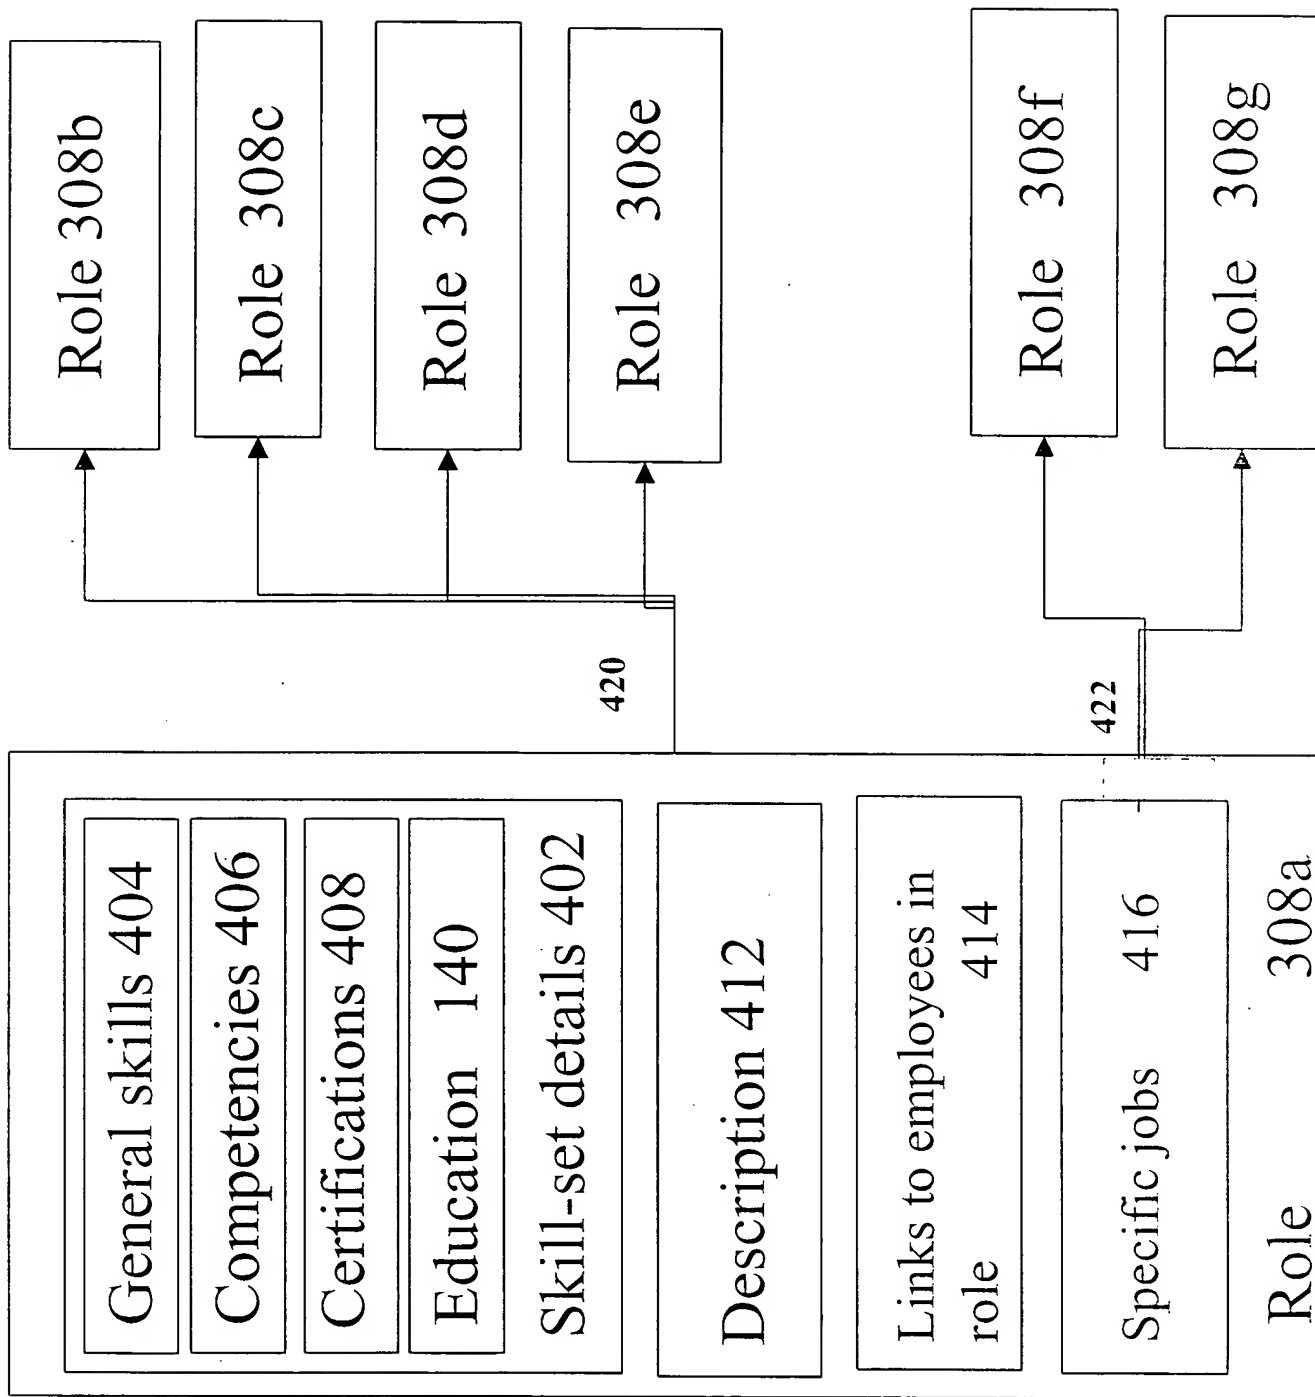 General skills 404
Competencies 406
Certifications 408
Education 140
Skill-set details 402
Description 412
Links to employees in
role 414
Specific jobs 416
Role 308a
420
422
Role 308b
Role 308c
Role 308d
Role 308e
Role 308f
Role 308g